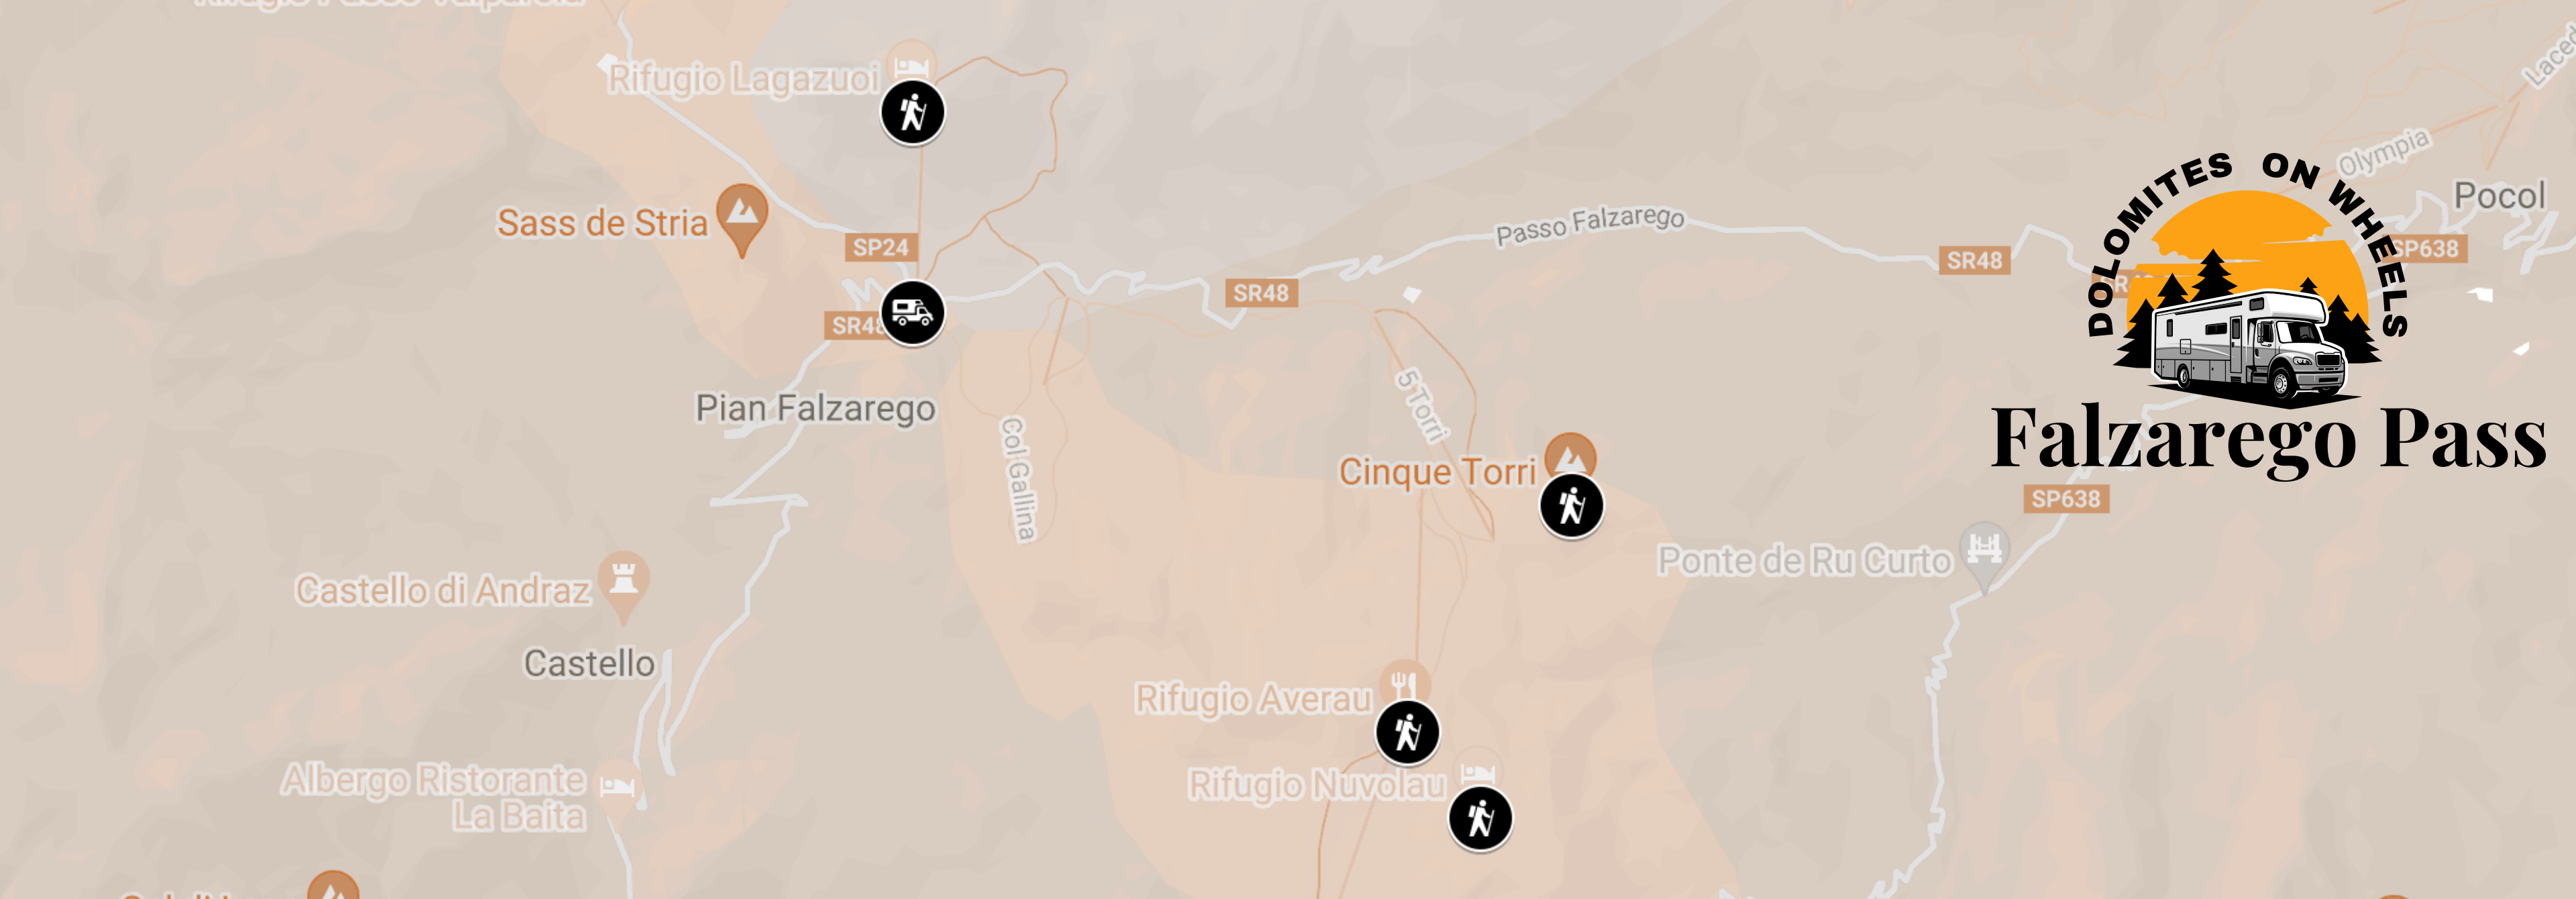 Rifugio Lagazuoi
Laced
Olympia
Pocol
DOLOMITES ON WHEELS
Sass de Stria
Passo Falzarego
SP24
SR48
SP638
SR48
SR48
5 Torri
Pian Falzarego
Falzarego Pass
Col Gallina
Cinque Torri
SP638
Ponte de Ru Curto
Castello di Andraz
Castello
Rifugio Averau
Rifugio Nuvolau
Albergo Ristorante
La Baita